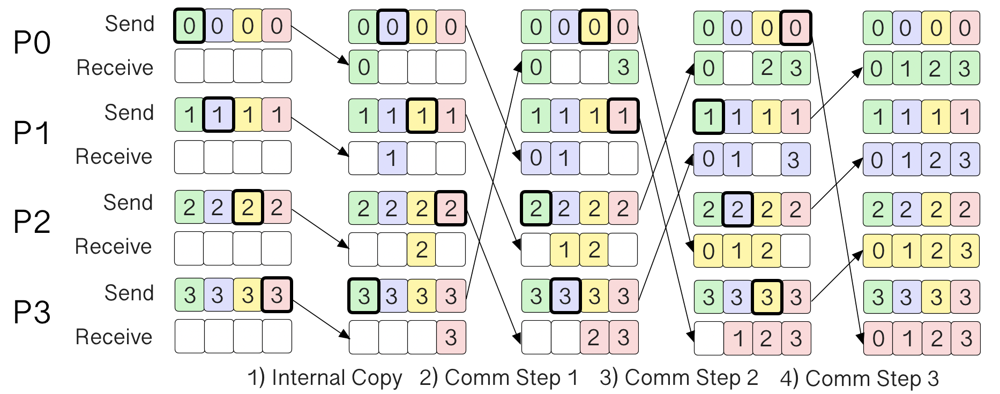 P0
Send 0 0 0 0 0 0 0 0 0 0 0 0 0 0 0 0 0 0 0 0
Receive 0 0 3 0 2 3 0 1 2 3
P1
Send 1 1 1 1 1 1 1 1 1 1 1 1 1 1 1 1 1 1 1 1
Receive 1 0 1 0 1 3 0 1 2 3
P2
Send 2 2 2 2 2 2 2 2 2 2 2 2 2 2 2 2 2 2 2 2
Receive 2 1 2 0 1 2 0 1 2 3
P3
Send 3 3 3 3 3 3 3 3 3 3 3 3 3 3 3 3 3 3 3 3
Receive 3 2 3 1 2 3 0 1 2 3
1) Internal Copy 2) Comm Step 1 3) Comm Step 2 4) Comm Step 3